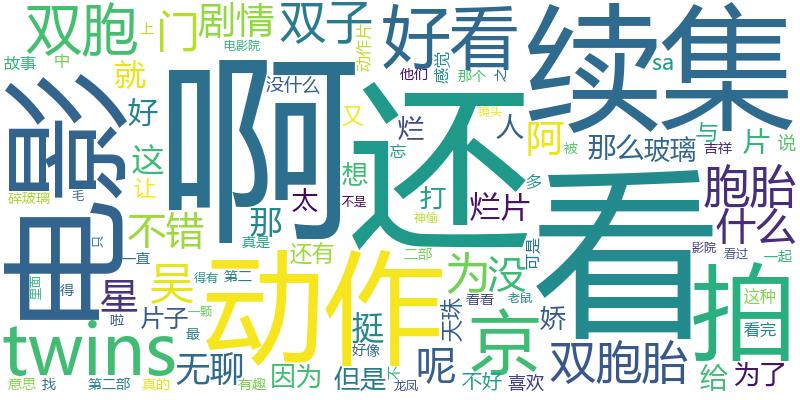 双胞
门
剧情
双子
好看
续集
上
电影院
动作片
故事
中
就
啊
没什么
他们
感觉
那个
之
sa
好
又
烂
镜头
还
人
阿
那么
玻璃
与
片
说
电影
这
想
忘
被
吉祥
碎玻璃
毛
让
太
打
烂片
看
胞胎
不错
那
不是
神偷
多
什么
只
真是
还有
二部
可是
影院
看过
一起
一直
里面
得
星
吴
得有
第二
动作
为
没
拍
这种
啦
片子
一颗
挺
天珠
看看
老鼠
京
娇
看完
twins
最
好像
呢
双胞胎
无聊
因为
但是
长
不好
喜欢
给
为了
意思
找
第二部
真的
有趣
龙凤